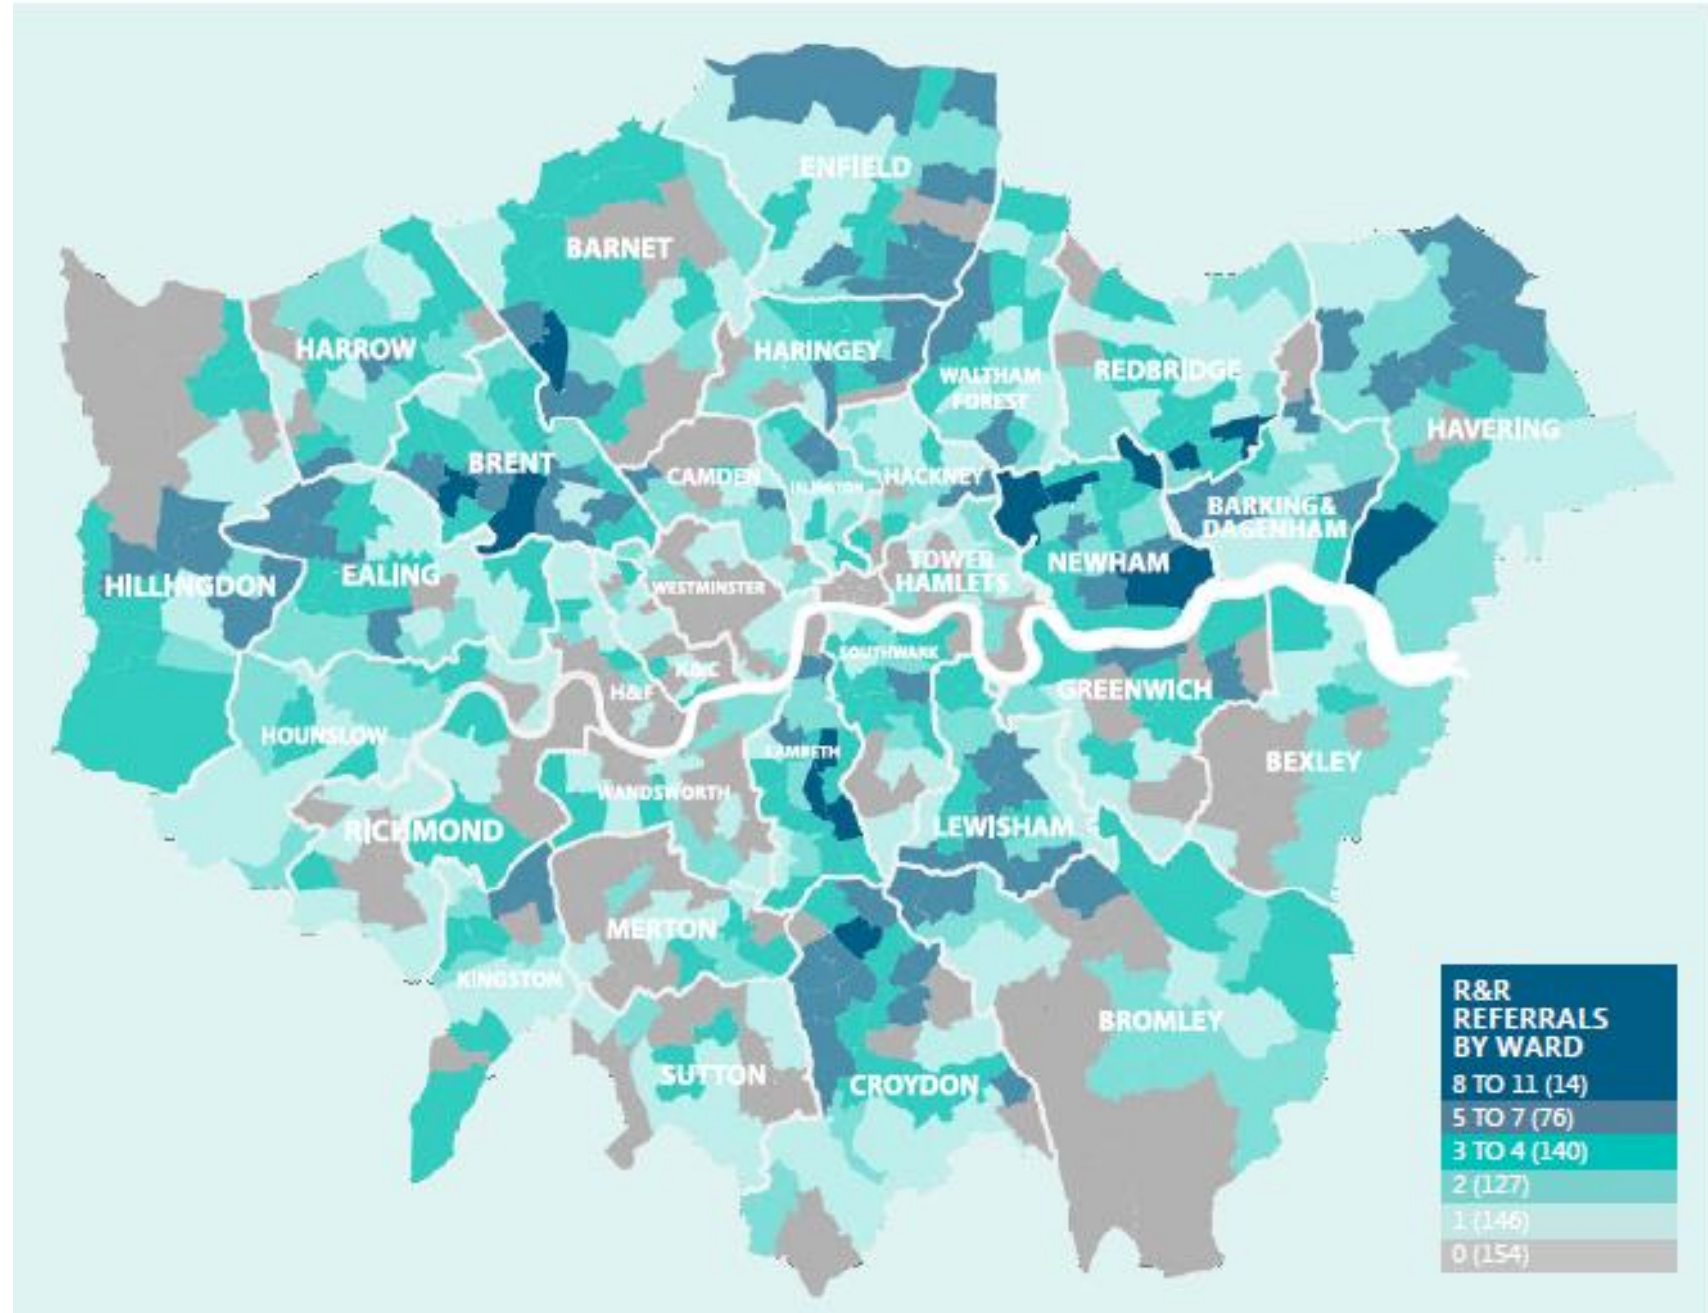 ENFIELD
BARNET
HARROW
HARINGEY
WALTHAM
FOREST
REDBRIDGE
HAVERING
BRENT
CAMDEN
ISLINGTON
HACKNEY
BARKING &
DAGENHAM
HILLINGDON
EALING
WESTMINSTER
TOWER
HAMLETS
NEWHAM
SOUTHWARK
K&C
H&F
GREENWICH
HOUNSLOW
LAMBETH
BEXLEY
WANDSWORTH
RICHMOND
LEWISHAM
MERTON
KINGSTON
BROMLEY
SUTTON
CROYDON
R&R
REFERRALS
BY WARD
8 TO 11 (14)
5 TO 7 (76)
3 TO 4 (140)
2 (127)
1 (146)
0 (154)